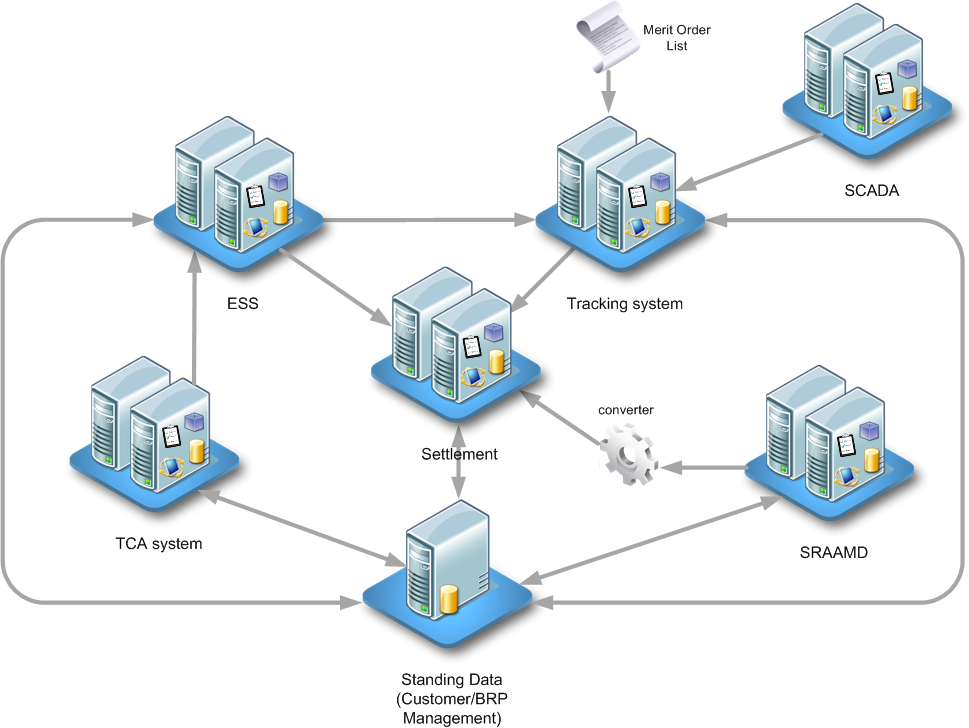 Merit Order
List
SCADA
ESS
Tracking system
converter
Settlement
TCA system
SRAAMD
Standing Data
(Customer/BRP
Management)